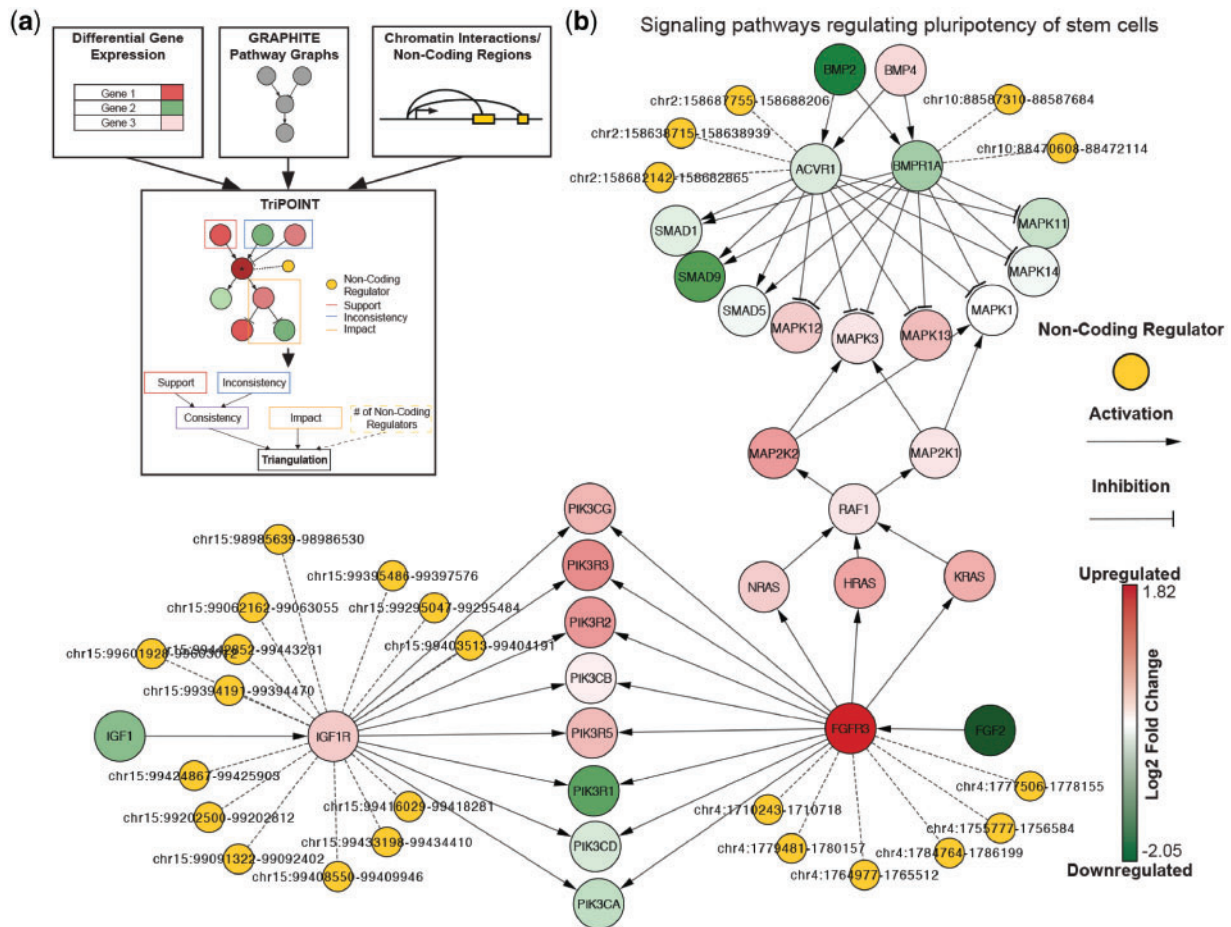 (a)
Differential Gene
Expression
Gene 1
Gene 2
Gene 3
GRAPHITE
Pathway Graphs
Chromatin Interactions/
Non-Coding Regions
TriPOINT
Non-Coding
Regulator
Support
Inconsistency
Impact
Support
Inconsistency
Consistency
Impact
# of Non-Coding
Regulators
Triangulation
(b)
Signaling pathways regulating pluripotency of stem cells
BMP2
BMP4
chr2:158687755-158688206
chr10:88587310-88587684
chr2:158638715-158638939
chr10:88470608-88472114
chr2:158682142-158682865
ACVR1
BMPR1A
SMAD1
MAPK11
SMAD9
MAPK14
SMAD5
MAPK1
MAPK12
MAPK3
MAPK13
MAP2K2
MAP2K1
RAF1
NRAS
HRAS
KRAS
Non-Coding Regulator
Activation
Inhibition
Upregulated
1.82
Log2 Fold Change
-2.05
Downregulated
PIK3CG
PIK3R3
PIK3R2
PIK3CB
PIK3R5
PIK3R1
PIK3CD
PIK3CA
chr15:98985639-98986530
chr15:99395486-99397576
chr15:99062162-99063055
chr15:99295047-99295484
chr15:99403513-99404191
chr15:99394191-99394470
IGF1
IGF1R
FGFR3
FGF2
chr15:99424867-99425903
chr15:99416029-99418281
chr15:99202500-99202812
chr15:99433198-99434410
chr15:99091322-99092402
chr15:99408550-99409946
chr4:1777506-1778155
chr4:1710243-1710718
chr4:1755777-1756584
chr4:1779481-1780157
chr4:1784764-1786199
chr4:1764977-1765512